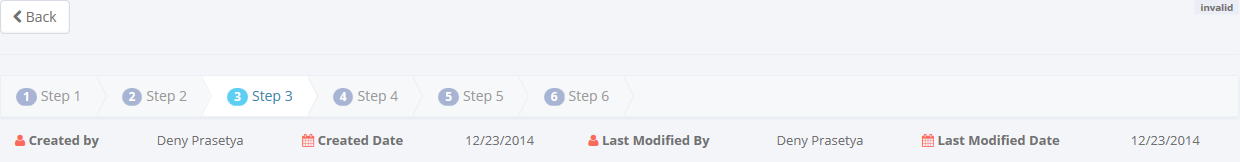 Back
invalid
1 Step 1 2 Step 2 3 Step 3 4 Step 4 5 Step 5 6 Step 6
Created by Deny Prasetya Created Date 12/23/2014 Last Modified By Deny Prasetya Last Modified Date 12/23/2014